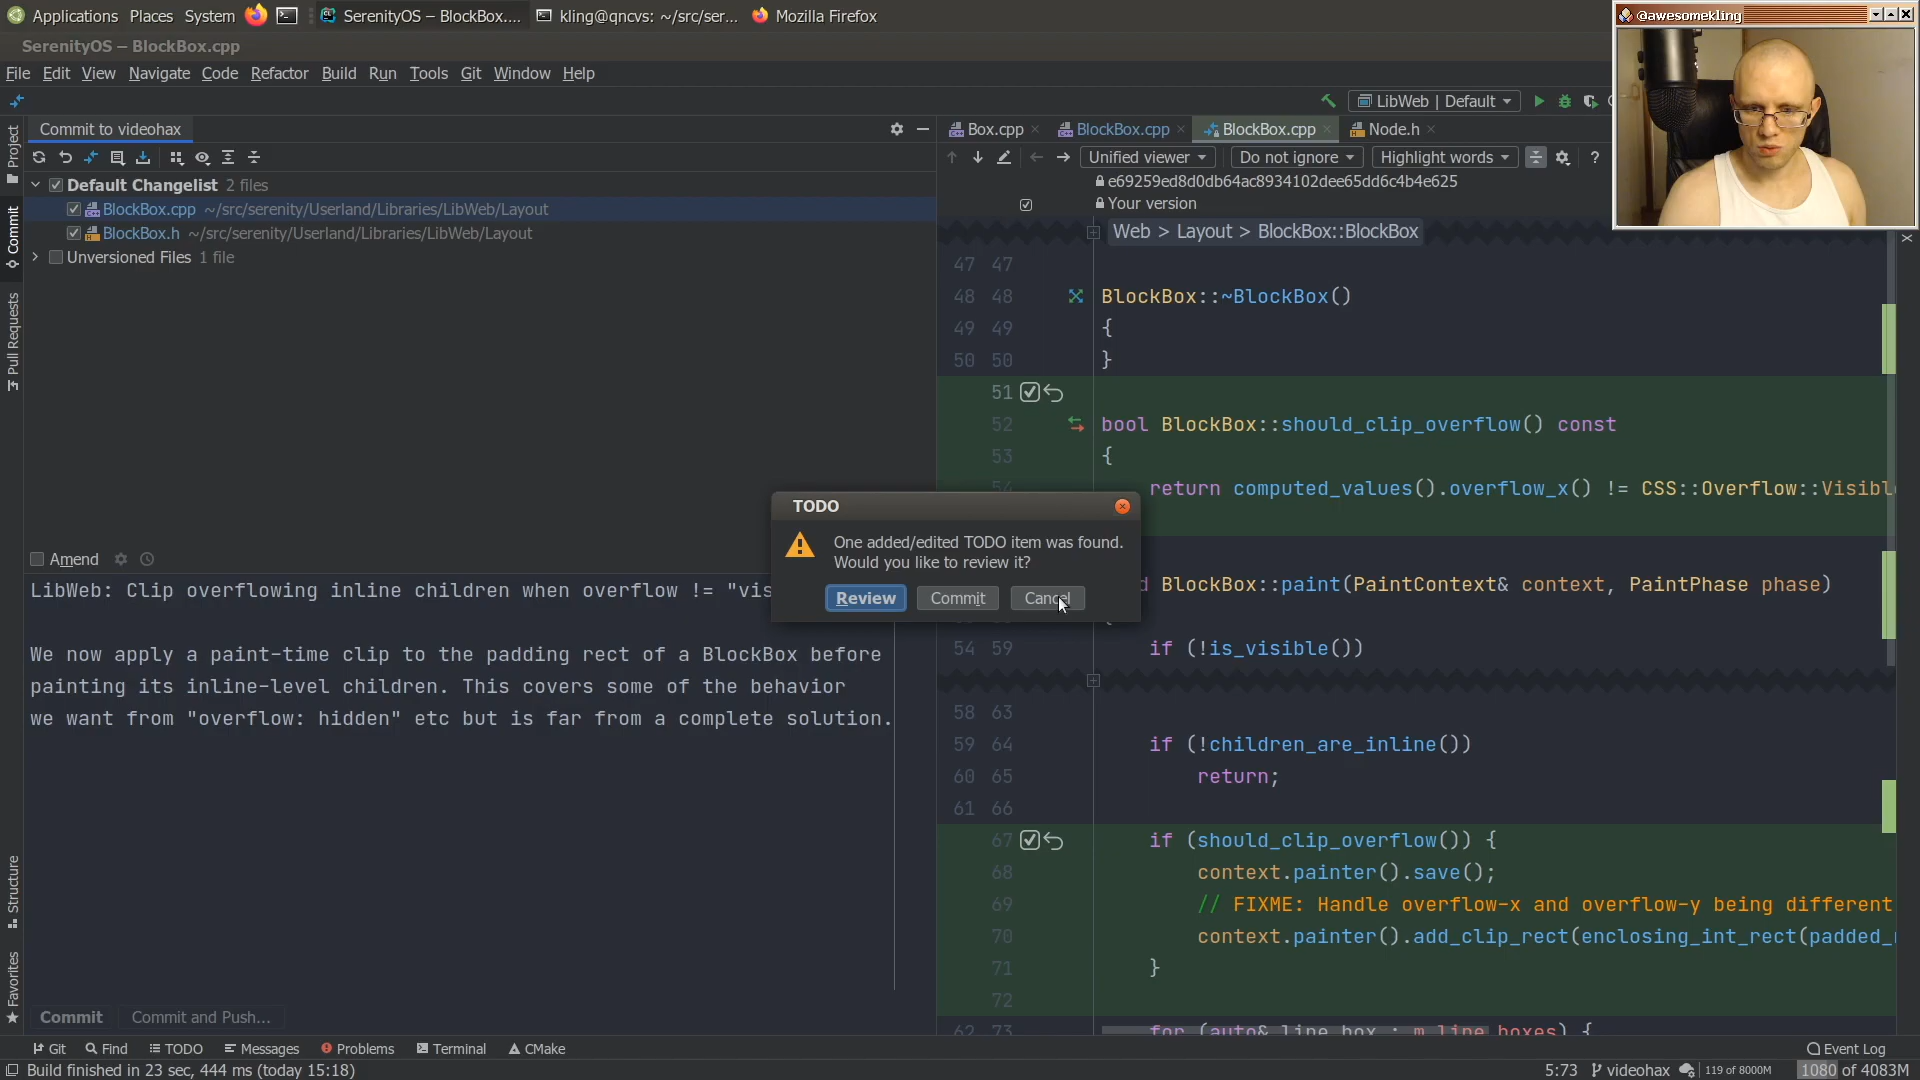 Applications Places System
SerenityOS – BlockBox....
kling@qncvs: ~/src/ser...
Mozilla Firefox
@awesomekling
SerenityOS – BlockBox.cpp
File Edit View Navigate Code Refactor Build Run Tools Git Window Help
LibWeb | Default
Commit to videohax
Box.cpp
BlockBox.cpp
BlockBox.cpp
Node.h
Unified viewer
Do not ignore
Highlight words
?
Project
Commit
Pull Requests
Structure
Favorites
Default Changelist 2 files
BlockBox.cpp ~/src/serenity/Userland/Libraries/LibWeb/Layout
BlockBox.h ~/src/serenity/Userland/Libraries/LibWeb/Layout
Unversioned Files 1 file
e69259ed8d0db64ac8934102dee65dd6c4b4e625
Your version
Web > Layout > BlockBox::BlockBox
47 47
48 48 BlockBox::~BlockBox()
49 49 {
50 50 }
51
52 bool BlockBox::should_clip_overflow() const
53 {
54 return computed_values().overflow_x() != CSS::Overflow::Visibl
BlockBox::paint(PaintContext& context, PaintPhase phase)
54 59 if (!is_visible())
58 63
59 64 if (!children_are_inline())
60 65 return;
61 66
67 if (should_clip_overflow()) {
68 context.painter().save();
69 // FIXME: Handle overflow-x and overflow-y being different
70 context.painter().add_clip_rect(enclosing_int_rect(padded_
71 }
72
62 73 for (auto& line_box : m_line_boxes) {
TODO
One added/edited TODO item was found.
Would you like to review it?
Review Commit Cancel
Amend
LibWeb: Clip overflowing inline children when overflow != "vis
We now apply a paint-time clip to the padding rect of a BlockBox before
painting its inline-level children. This covers some of the behavior
we want from "overflow: hidden" etc but is far from a complete solution.
Commit Commit and Push...
Git Find TODO Messages Problems Terminal CMake Event Log
Build finished in 23 sec, 444 ms (today 15:18)
5:73 videohax 119 of 8000M 1080 of 4083M